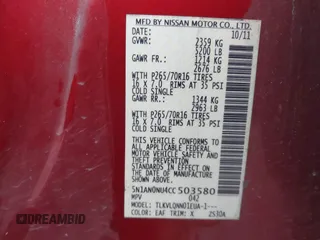 MFD BY NISSAN MOTOR CO., LTD.
DATE: 10/11
GVWR: 2359 KG
5200 LB
GAWR FR.: 1214 KG
2676 LB
WITH P265/70R16 TIRES
16 X 7.0 RIMS AT 35 PSI
COLD SINGLE
GAWR RR.: 1344 KG
2963 LB
WITH P265/70R16 TIRES
16 X 7.0 RIMS AT 35 PSI
COLD SINGLE
THIS VEHICLE CONFORMS TO ALL
APPLICABLE FEDERAL MOTOR VEHICLE
SAFETY STANDARDS IN EFFECT ON THE
DATE OF MANUFACTURE SHOWN ABOVE.
5N1AN0NU4CC503580
MPV 042
MODEL: TLKVLQNN01EUA-1----
COLOR: EAF TRIM: X